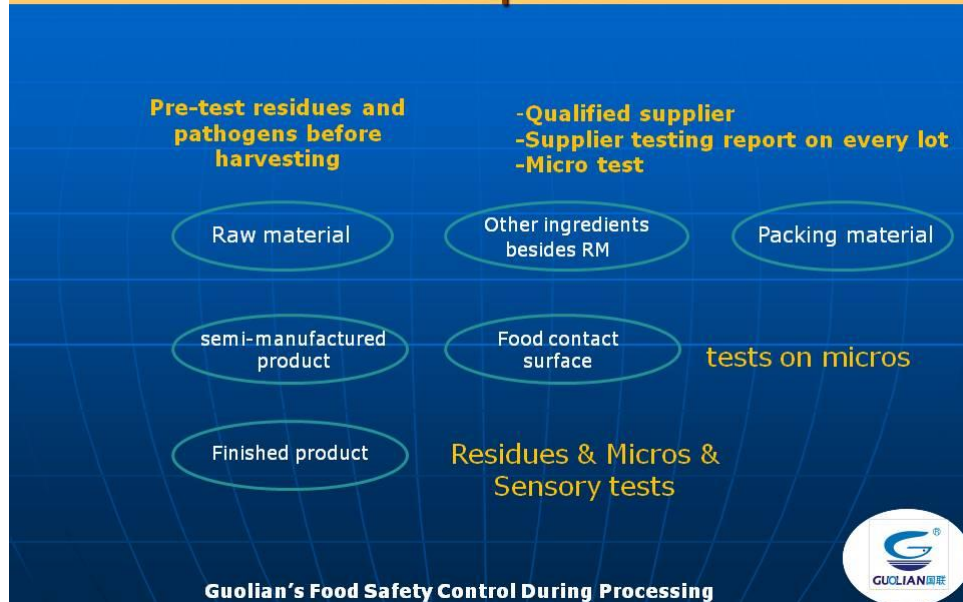 Pre-test residues and
pathogens before
harvesting
-Qualified supplier
-Supplier testing report on every lot
-Micro test
Raw material
Other ingredients
besides RM
Packing material
semi-manufactured
product
Food contact
surface
tests on micros
Finished product
Residues & Micros &
Sensory tests
®
GUOLIAN国联
Guolian's Food Safety Control During Processing